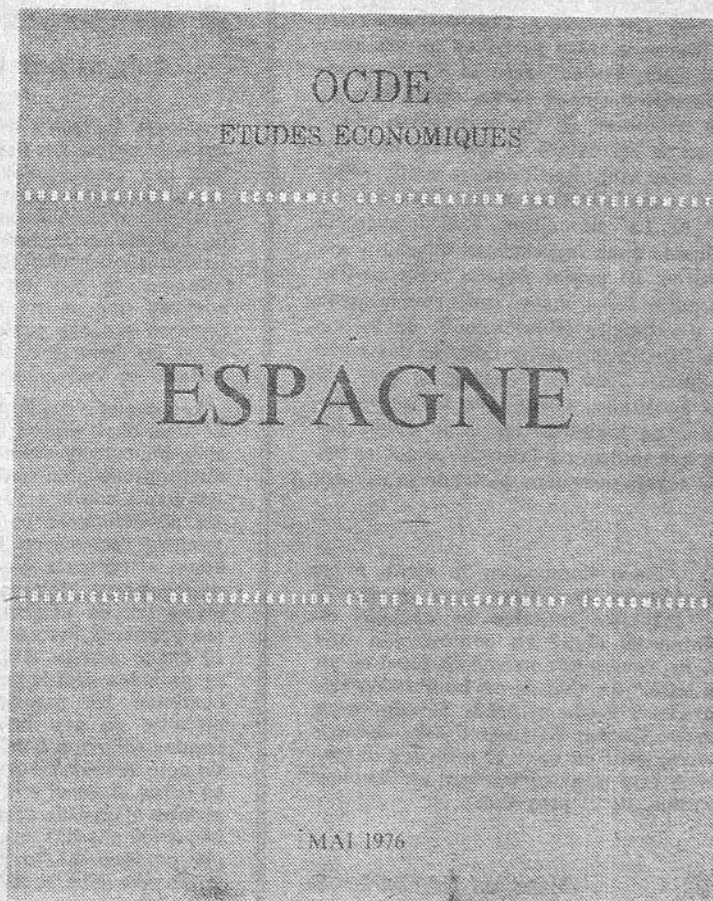 OCDE
ETUDES ECONOMIQUES
ORGANISATION FOR ECONOMIC CO-OPERATION AND DEVELOPMENT
ESPAGNE
ORGANISATION DE COOPÉRATION ET DE DÉVELOPPEMENT ÉCONOMIQUES
MAI 1976